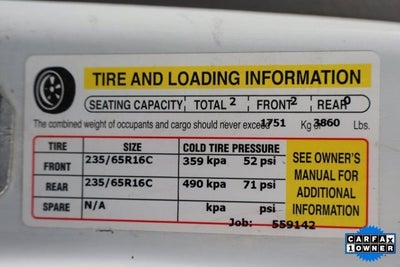 TIRE AND LOADING INFORMATION
SEATING CAPACITY TOTAL 2 FRONT 2 REAR 0
The combined weight of occupants and cargo should never exceed 1751 Kg or 3860 Lbs.
TIRE SIZE COLD TIRE PRESSURE
FRONT 235/65R16C 359 kpa 52 psi
REAR 235/65R16C 490 kpa 71 psi
SPARE N/A kpa psi
SEE OWNER'S
MANUAL FOR
ADDITIONAL
INFORMATION
Job: 559142
CARFAX
1 OWNER